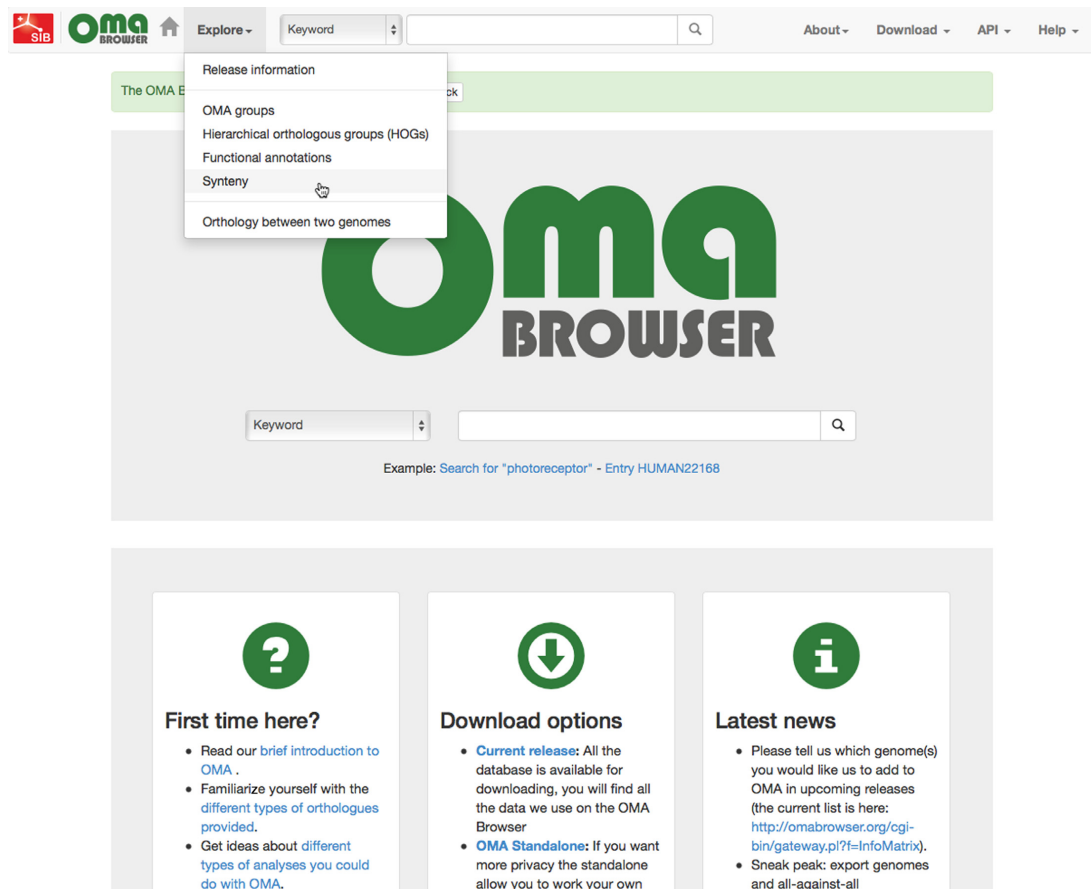 SIB
oma BROWSER
Explore
Keyword
About
Download
API
Help
Release information
The OMA
ck
OMA groups
Hierarchical orthologous groups (HOGs)
Functional annotations
Synteny
Orthology between two genomes
oma
BROWSER
Keyword
Example: Search for "photoreceptor" - Entry HUMAN22168
?
i
First time here?
• Read our brief introduction to
OMA .
• Familiarize yourself with the
different types of orthologues
provided.
• Get ideas about different
types of analyses you could
do with OMA.
Download options
• Current release: All the
database is available for
downloading, you will find all
the data we use on the OMA
Browser
• OMA Standalone: If you want
more privacy the standalone
allow you to work your own
Latest news
• Please tell us which genome(s)
you would like us to add to
OMA in upcoming releases
(the current list is here:
http://omabrowser.org/cgi-
bin/gateway.pl?f=InfoMatrix).
• Sneak peak: export genomes
and all-against-all